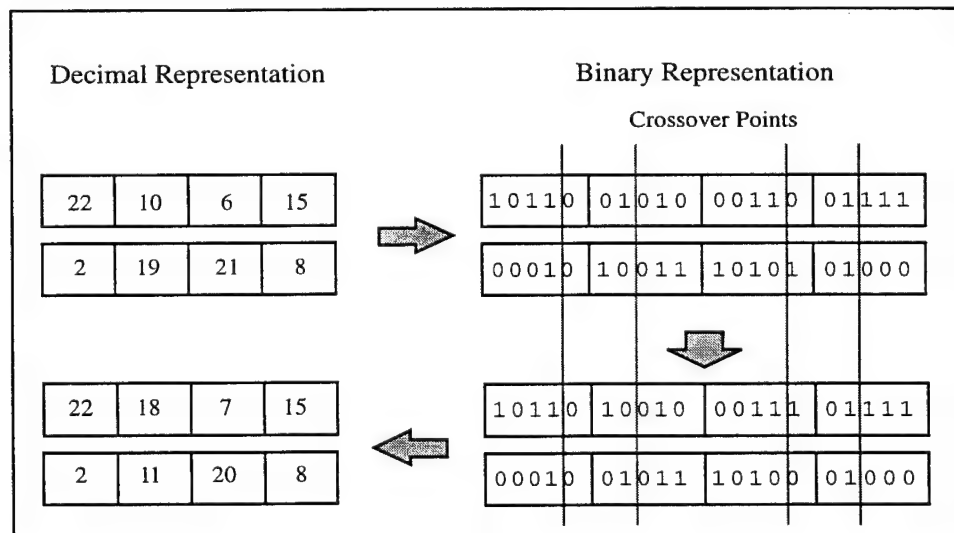 Decimal Representation
Binary Representation
Crossover Points
22 10 6 15
10110 01010 00110 01111
2 19 21 8
00010 10011 10101 01000
22 18 7 15
10110 10010 00111 01111
2 11 20 8
00010 01011 10100 01000